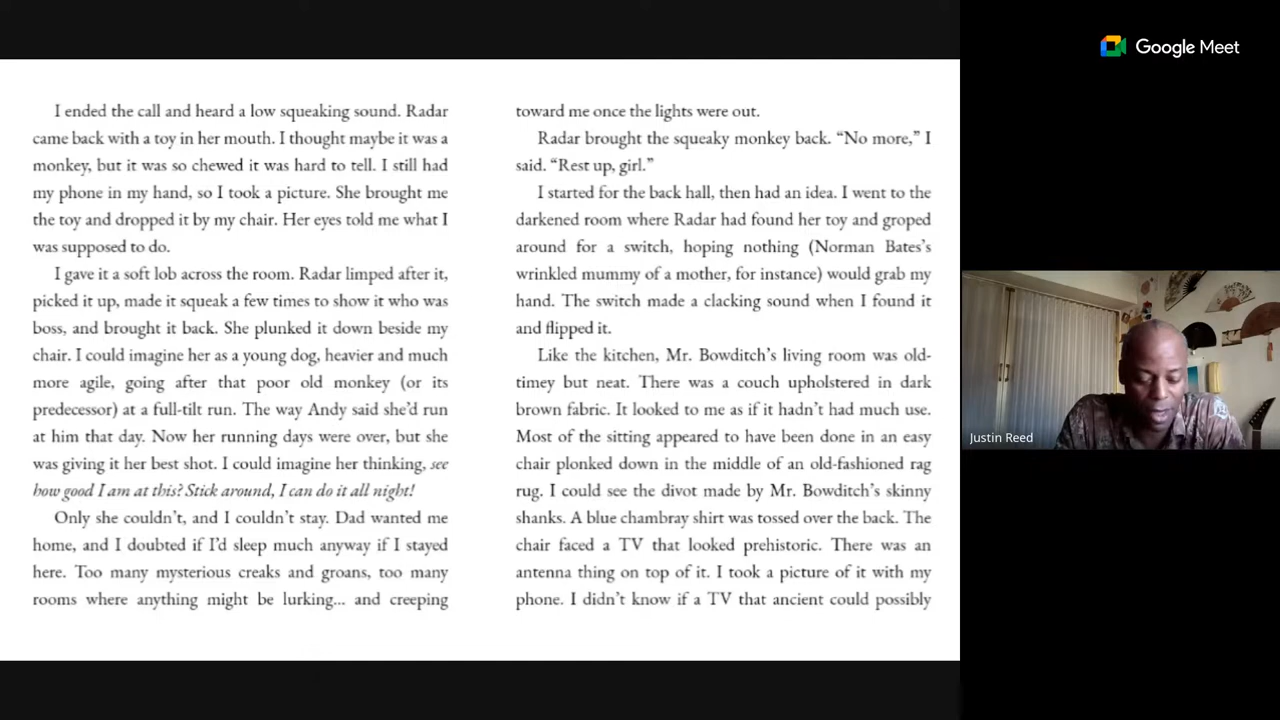 I ended the call and heard a low squeaking sound. Radar
came back with a toy in her mouth. I thought maybe it was a
monkey, but it was so chewed it was hard to tell. I still had
my phone in my hand, so I took a picture. She brought me
the toy and dropped it by my chair. Her eyes told me what I
was supposed to do.
I gave it a soft lob across the room. Radar limped after it,
picked it up, made it squeak a few times to show it who was
boss, and brought it back. She plunked it down beside my
chair. I could imagine her as a young dog, heavier and much
more agile, going after that poor old monkey (or its
predecessor) at a full-tilt run. The way Andy said she’d run
at him that day. Now her running days were over, but she
was giving it her best shot. I could imagine her thinking, see
how good I am at this? Stick around, I can do it all night!
Only she couldn’t, and I couldn’t stay. Dad wanted me
home, and I doubted if I’d sleep much anyway if I stayed
here. Too many mysterious creaks and groans, too many
rooms where anything might be lurking… and creeping
toward me once the lights were out.
Radar brought the squeaky monkey back. “No more,” I
said. “Rest up, girl.”
I started for the back hall, then had an idea. I went to the
darkened room where Radar had found her toy and groped
around for a switch, hoping nothing (Norman Bates’s
wrinkled mummy of a mother, for instance) would grab my
hand. The switch made a clacking sound when I found it
and flipped it.
Like the kitchen, Mr. Bowditch’s living room was old-
timey but neat. There was a couch upholstered in dark
brown fabric. It looked to me as if it hadn’t had much use.
Most of the sitting appeared to have been done in an easy
chair plonked down in the middle of an old-fashioned rag
rug. I could see the divot made by Mr. Bowditch’s skinny
shanks. A blue chambray shirt was tossed over the back. The
chair faced a TV that looked prehistoric. There was an
antenna thing on top of it. I took a picture of it with my
phone. I didn’t know if a TV that ancient could possibly
Google Meet
Justin Reed